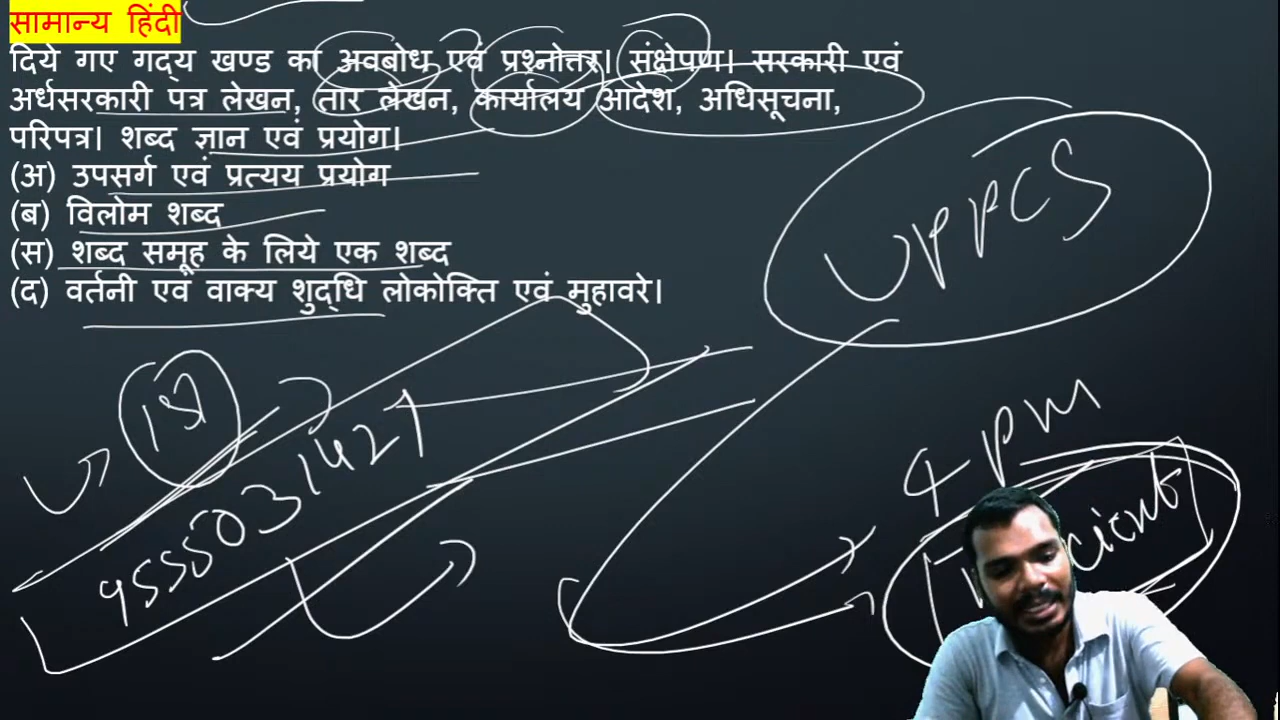 सामान्य हिंदी
दिये गए गद्य खण्ड का अवबोध एवं प्रश्नोत्तर। संक्षेपण। सरकारी एवं
अर्धसरकारी पत्र लेखन, तार लेखन, कार्यालय आदेश, अधिसूचना,
परिपत्र। शब्द ज्ञान एवं प्रयोग।
(अ) उपसर्ग एवं प्रत्यय प्रयोग
(ब) विलोम शब्द
(स) शब्द समूह के लिये एक शब्द
(द) वर्तनी एवं वाक्य शुद्धि लोकोक्ति एवं मुहावरे।
UPPCS
4 pm